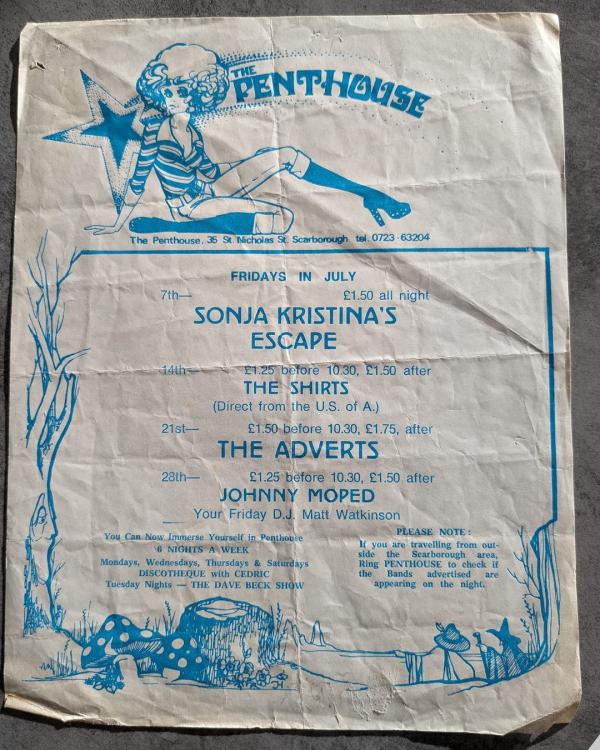 THE
PENTHOUSE
The Penthouse, 35 St. Nicholas St. Scarborough tel. 0723-63204
FRIDAYS IN JULY
7th— £1.50 all night
SONJA KRISTINA'S
ESCAPE
14th— £1.25 before 10.30, £1.50 after
THE SHIRTS
(Direct from the U.S. of A.)
21st— £1.50 before 10.30, £1.75, after
THE ADVERTS
28th— £1.25 before 10.30, £1.50 after
JOHNNY MOPED
Your Friday D.J. Matt Watkinson
You Can Now Immerse Yourself in Penthouse
6 NIGHTS A WEEK
Mondays, Wednesdays, Thursdays & Saturdays
DISCOTHEQUE with CEDRIC
Tuesday Nights — THE DAVE BECK SHOW
PLEASE NOTE :
If you are travelling from out-
side the Scarborough area,
Ring PENTHOUSE to check if
the Bands advertised are
appearing on the night.